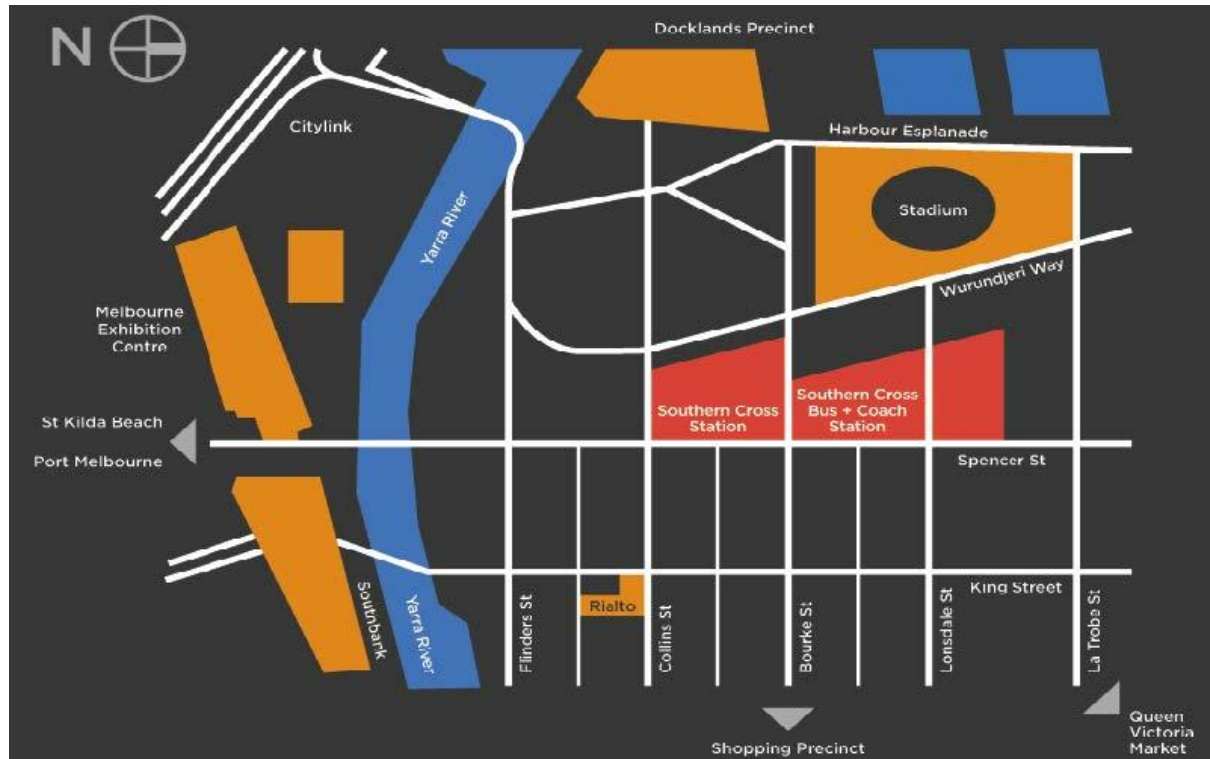 N
Docklands Precinct
Citylink
Harbour Esplanade
Yarra River
Stadium
Wurundjeri Way
Melbourne
Exhibition
Centre
Southern Cross
Station
Southern Cross
Bus + Coach
Station
St Kilda Beach
Port Melbourne
Spencer St
King Street
Southbank
Yarra River
Flinders St
Rialto
Collins St
Bourke St
Lonsdale St
La Trobe St
Shopping Precinct
Queen
Victoria
Market